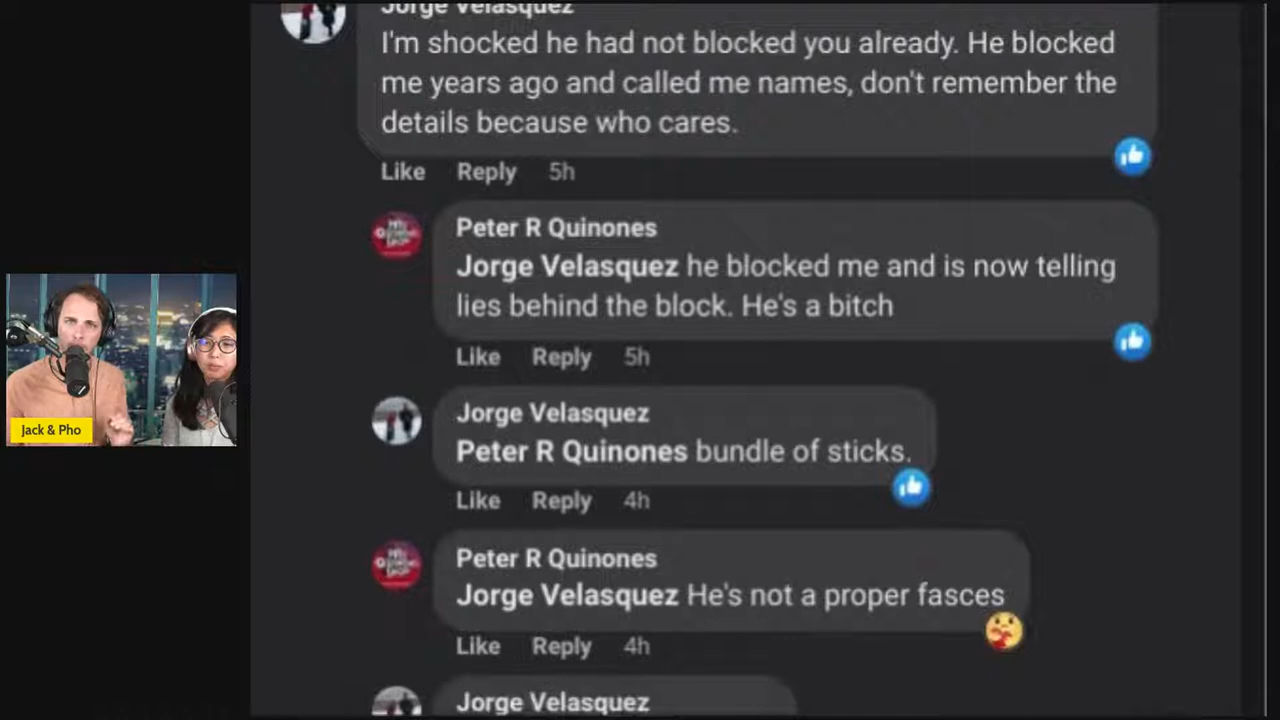 Jorge Velasquez
I'm shocked he had not blocked you already. He blocked
me years ago and called me names, don't remember the
details because who cares.
Like Reply 5h
Peter R Quinones
Jorge Velasquez he blocked me and is now telling
lies behind the block. He's a bitch
Like Reply 5h
Jorge Velasquez
Peter R Quinones bundle of sticks.
Like Reply 4h
Peter R Quinones
Jorge Velasquez He's not a proper fasces
Like Reply 4h
Jorge Velasquez
Jack & Pho